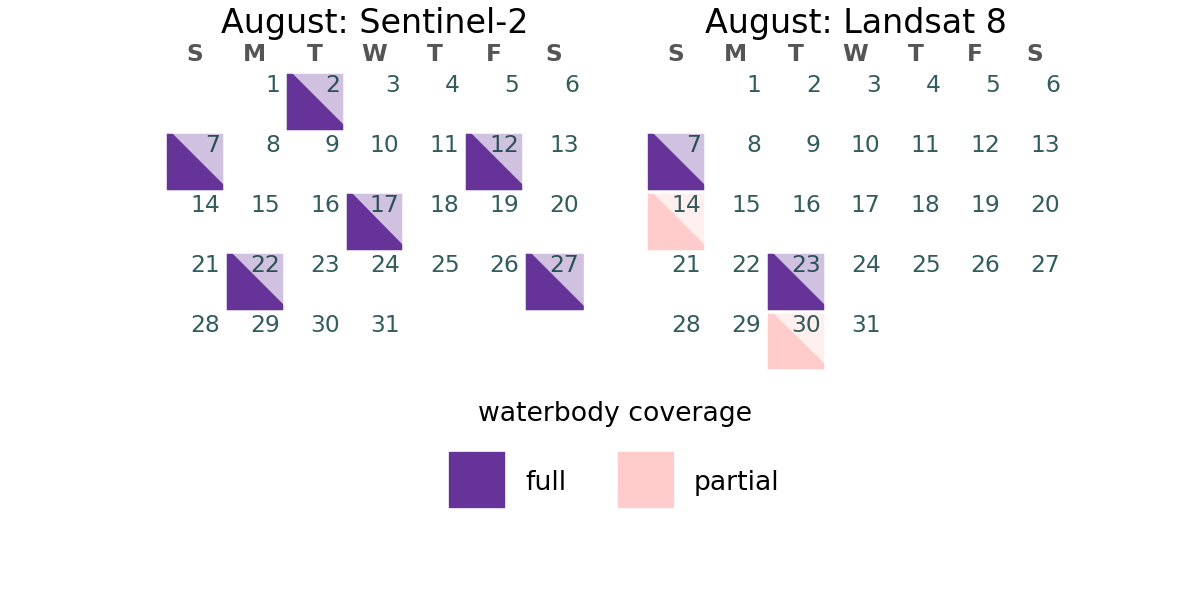 August: Sentinel-2
S M T W T F S
1 2 3 4 5 6
7 8 9 10 11 12 13
14 15 16 17 18 19 20
21 22 23 24 25 26 27
28 29 30 31
August: Landsat 8
S M T W T F S
1 2 3 4 5 6
7 8 9 10 11 12 13
14 15 16 17 18 19 20
21 22 23 24 25 26 27
28 29 30 31
waterbody coverage
full partial